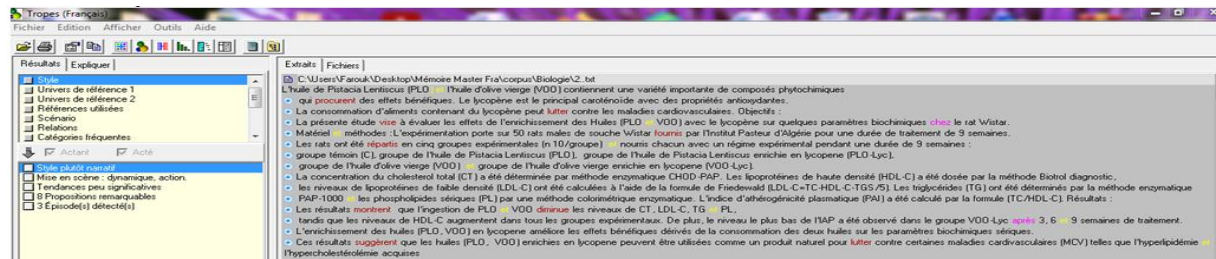 Tropes (Français)
Fichier Edition Afficher Outils Aide
Résultats Expliquer
Style
Univers de référence 1
Univers de référence 2
Références utilisées
Scénario
Relations
Catégories fréquentes
Actant Acté
Style plutôt narratif
Mise en scène : dynamique, action.
Tendances peu significatives
8 Propositions remarquables
3 Épisode(s) détecté(s)
Extraits Fichiers
C:\Users\Farouk\Desktop\Mémoire Master Fra\corpus\Biologie\2..txt
L'huile de Pistacia Lentiscus (PLO et l'huile d'olive vierge (VOO) contiennent une variété importante de composés phytochimiques
qui procurent des effets bénéfiques. Le lycopène est le principal caroténoïde avec des propriétés antioxydantes.
La consommation d'aliments contenant du lycopène peut lutter contre les maladies cardiovasculaires. Objectifs :
La présente étude vise à évaluer les effets de l'enrichissement des Huiles (PLO et VOO) avec le lycopène sur quelques paramètres biochimiques chez le rat Wistar.
Matériel et méthodes : L'expérimentation porte sur 50 rats males de souche Wistar fournis par l'Institut Pasteur d'Algérie pour une durée de traitement de 9 semaines.
Les rats ont été répartis en cinq groupes expérimentales (n 10/groupe) et nourris chacun avec un régime expérimental pendant une durée de 9 semaines :
groupe témoin (C), groupe de l'huile de Pistacia Lentiscus (PLO), groupe de l'huile de Pistacia Lentiscus enrichie en lycopene (PLO-Lyc),
groupe de l'huile d'olive vierge (VOO) et groupe de l'huile d'olive vierge enrichie en lycopene (VOO-Lyc).
La concentration du cholesterol total (CT) a été déterminée par méthode enzymatique CHOD-PAP. Les lipoprotéines de haute densité (HDL-C) a été dosée par la méthode Biotrol diagnostic,
les niveaux de lipoprotéines de faible densité (LDL-C) ont été calculées à l'aide de la formule de Friedewald (LDL-C=TC-HDL-C-TGS /5). Les triglycérides (TG) ont été déterminés par la méthode enzymatique
PAP-1000 et les phospholipides sériques (PL) par une méthode colorimétrique enzymatique. L'indice d'athérogénicité plasmatique (PAI) a été calculé par la formule (TC/HDL-C). Résultats :
Les résultats montrent que l'ingestion de PLO et VOO diminue les niveaux de CT, LDL-C, TG et PL,
tandis que les niveaux de HDL-C augmentent dans tous les groupes expérimentales. De plus, le niveau le plus bas de l'IAP a été observé dans le groupe VOO-Lyc après 3, 6 et 9 semaines de traitement.
L'enrichissement des huiles (PLO, VOO) en lycopene améliore les effets bénéfiques dérivés de la consommation des deux huiles sur les paramètres biochimiques sériques.
Ces résultats suggèrent que les huiles (PLO, VOO) enrichies en lycopene peuvent être utilisées comme un produit naturel pour lutter contre certaines maladies cardiovasculaires (MCV) telles que l'hyperlipidémie et
l'hypercholestérolémie acquises